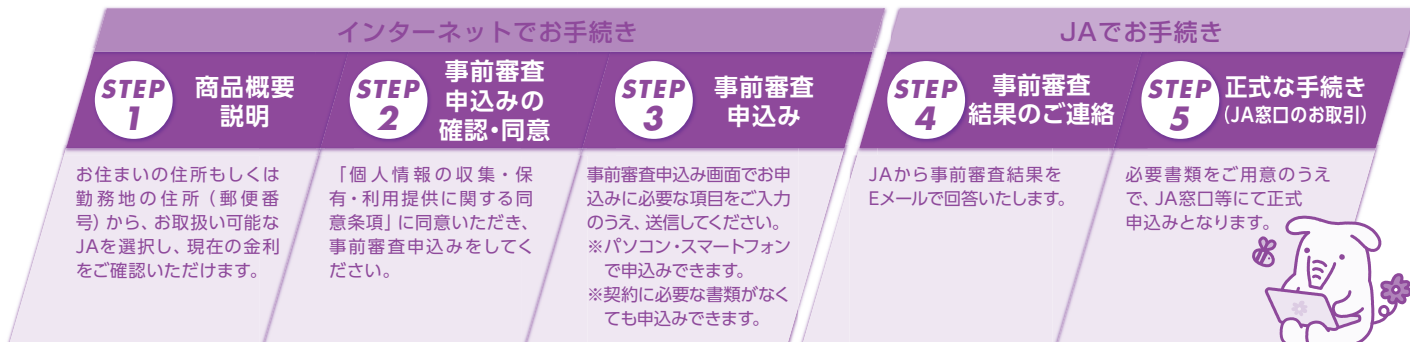 インターネットでお手続き
STEP
1
商品概要
説明
お住まいの住所もしくは
勤務地の住所（郵便番
号）から、お取扱い可能な
JAを選択し、現在の金利
をご確認いただけます。
STEP
2
事前審査
申込みの
確認・同意
「個人情報の収集・保
有・利用提供に関する同
意条項」に同意いただき、
事前審査申込みをしてく
ださい。
STEP
3
事前審査
申込み
事前審査申込み画面でお申
込みに必要な項目をご入力
のうえ、送信してください。
※パソコン・スマートフォン
で申込みできます。
※契約に必要な書類がなく
ても申込みできます。
JAでお手続き
STEP
4
事前審査
結果のご連絡
JAから事前審査結果を
Eメールで回答いたします。
STEP
5
正式な手続き
（JA窓口のお取引）
必要書類をご用意のうえ
で、JA窓口等にて正式
申込みとなります。